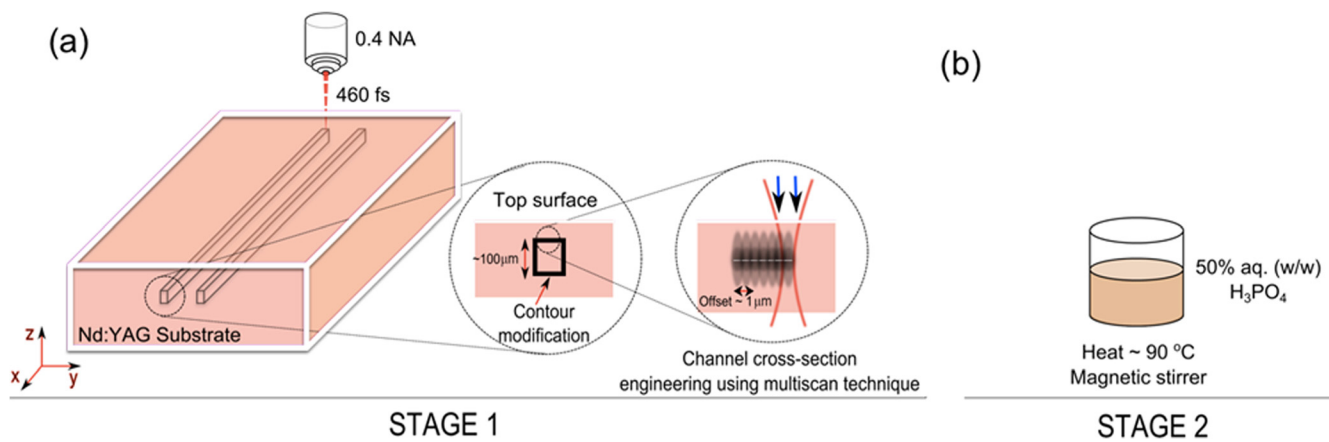 (a)
0.4 NA
460 fs
Top surface
~100μm
Contour
modification
Offset ~ 1μm
Channel cross-section
engineering using multiscan technique
Nd:YAG Substrate
z
x
y
STAGE 1
(b)
50% aq. (w/w)
H₃PO₄
Heat ~ 90 ºC
Magnetic stirrer
STAGE 2